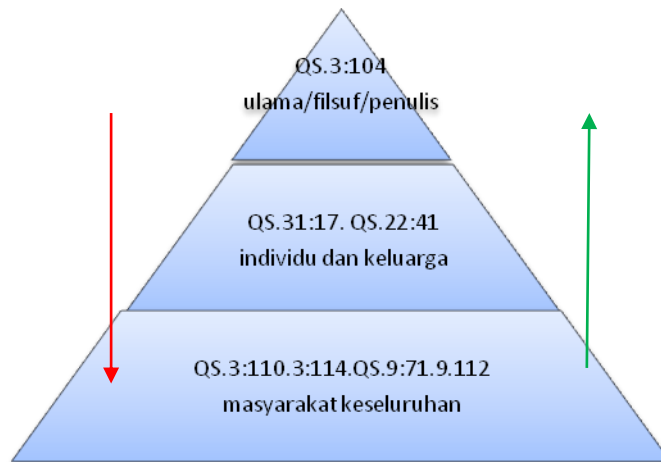 QS.3:104
ulama/filsuf/penulis
QS.31:17. QS.22:41
individu dan keluarga
QS.3:110.3:114.QS.9:71.9.112
masyarakat keseluruhan